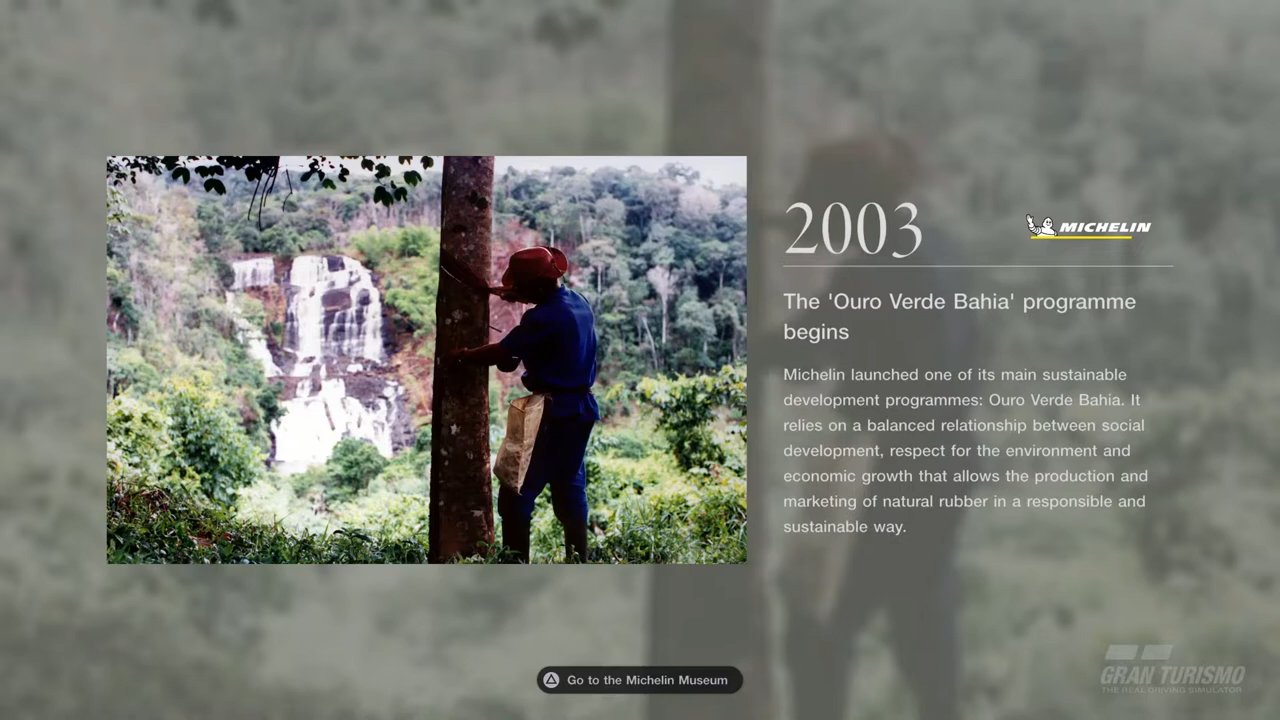 2003
MICHELIN
The 'Ouro Verde Bahia' programme
begins
Michelin launched one of its main sustainable
development programmes: Ouro Verde Bahia. It
relies on a balanced relationship between social
development, respect for the environment and
economic growth that allows the production and
marketing of natural rubber in a responsible and
sustainable way.
Go to the Michelin Museum
GRAN TURISMO
THE REAL DRIVING SIMULATOR